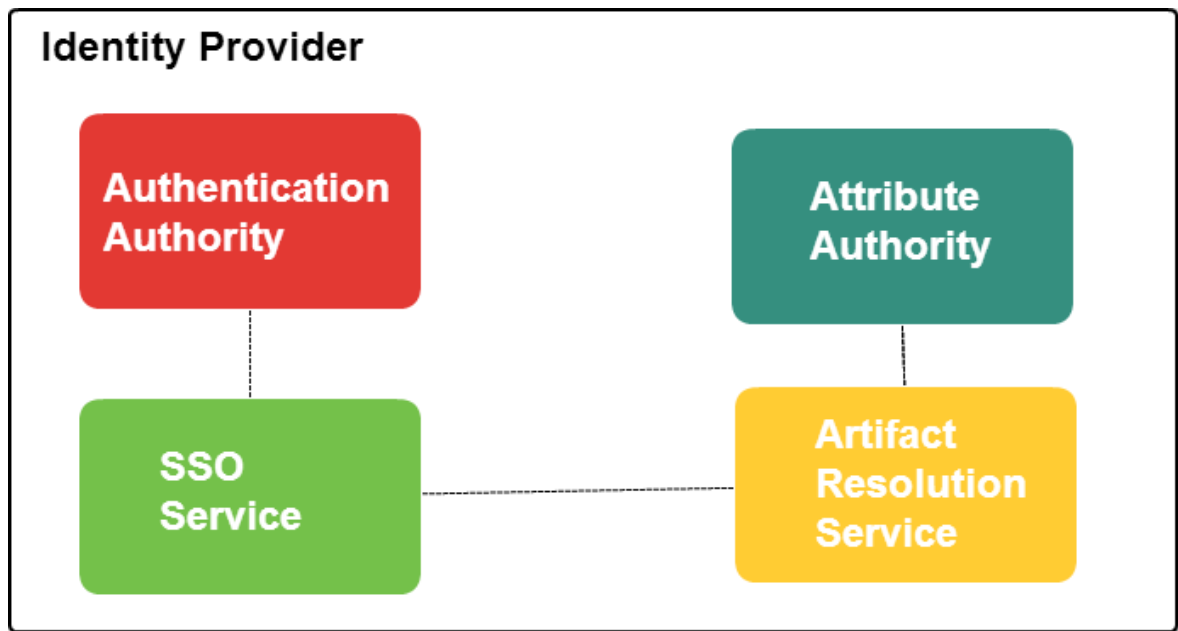 Identity Provider
Authentication
Authority
Attribute
Authority
SSO
Service
Artifact
Resolution
Service